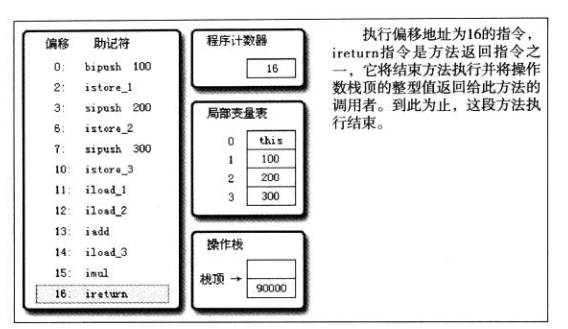 偏移 助记符
0: bipush 100
2: istore_1
3: sipush 200
6: istore_2
7: sipush 300
10: istore_3
11: iload_1
12: iload_2
13: iadd
14: iload_3
15: imul
16: ireturn
程序计数器
16
局部变量表
0 this
1 100
2 200
3 300
操作栈
栈顶 →
90000
执行偏移地址为16的指令，
ireturn指令是方法返回指令之
一，它将结束方法执行并将操作
数栈顶的整型值返回给此方法的
调用者。到此为止，这段方法执
行结束。